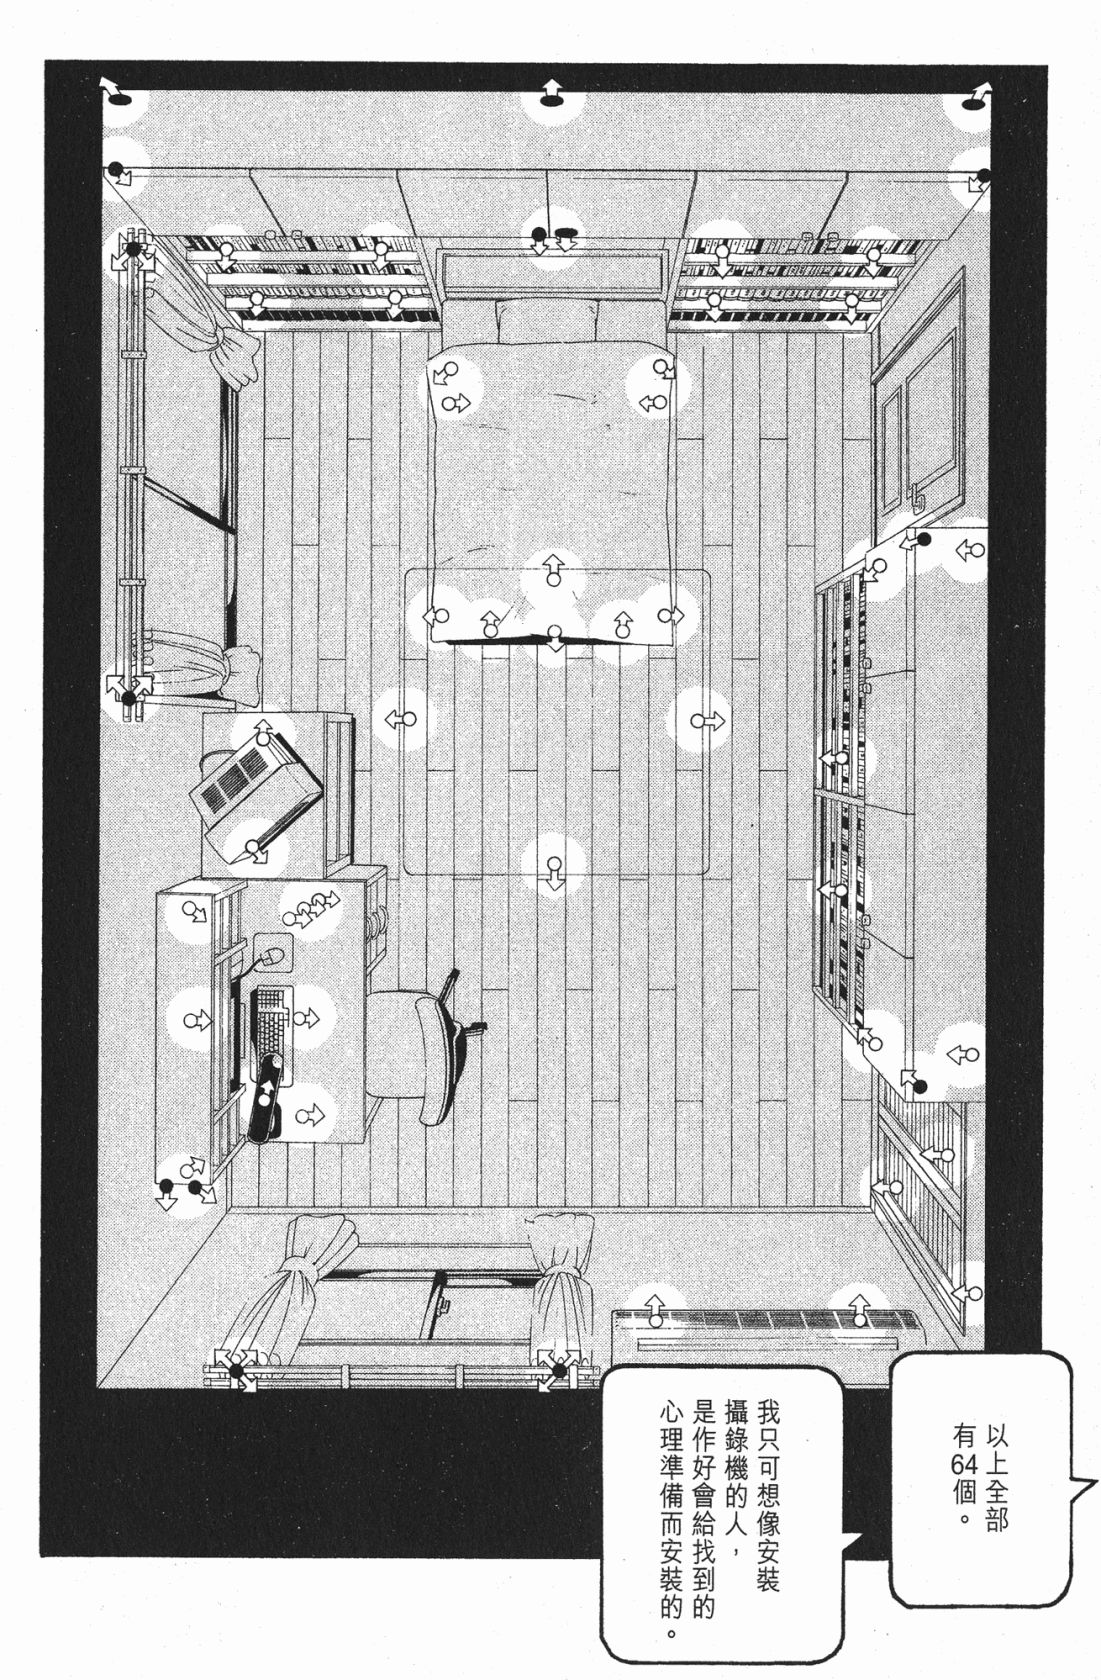 以上全部
有64個。
我只可想像安裝
攝錄機的人，
是作好會給找到的
心理準備而安裝的。